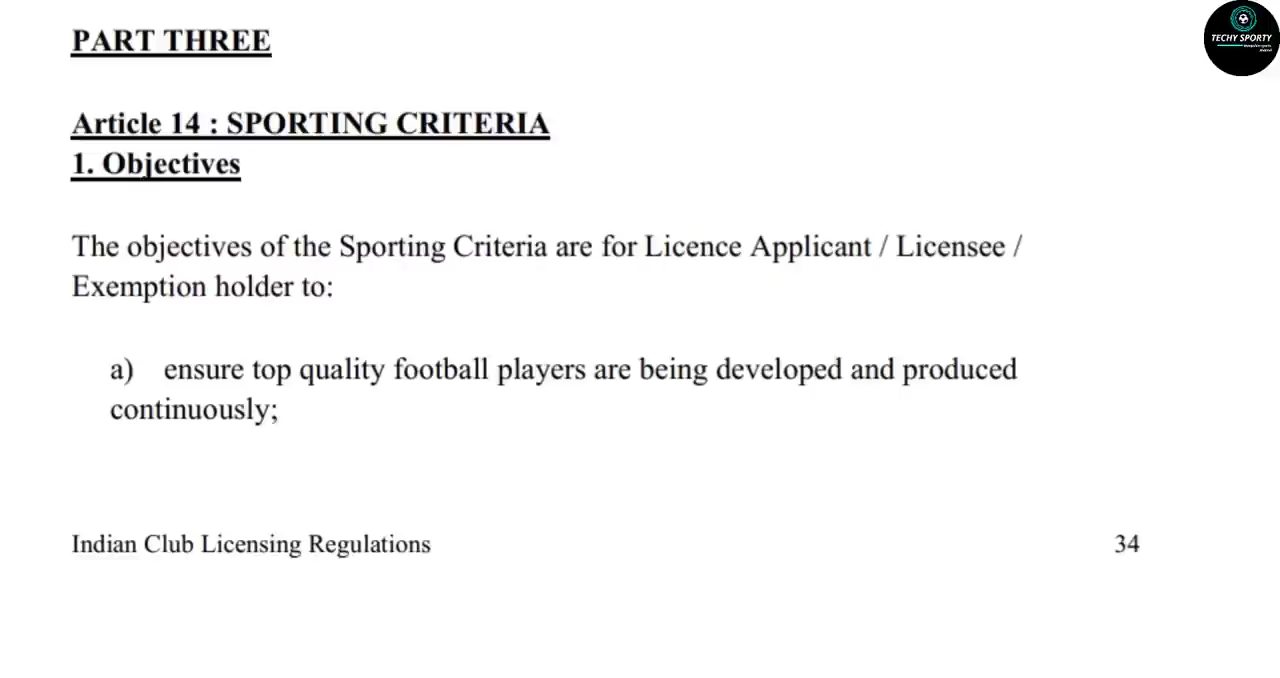 PART THREE
TECHY SPORTY
Article 14 : SPORTING CRITERIA
1. Objectives
The objectives of the Sporting Criteria are for Licence Applicant / Licensee /
Exemption holder to:
a) ensure top quality football players are being developed and produced
continuously;
Indian Club Licensing Regulations 34